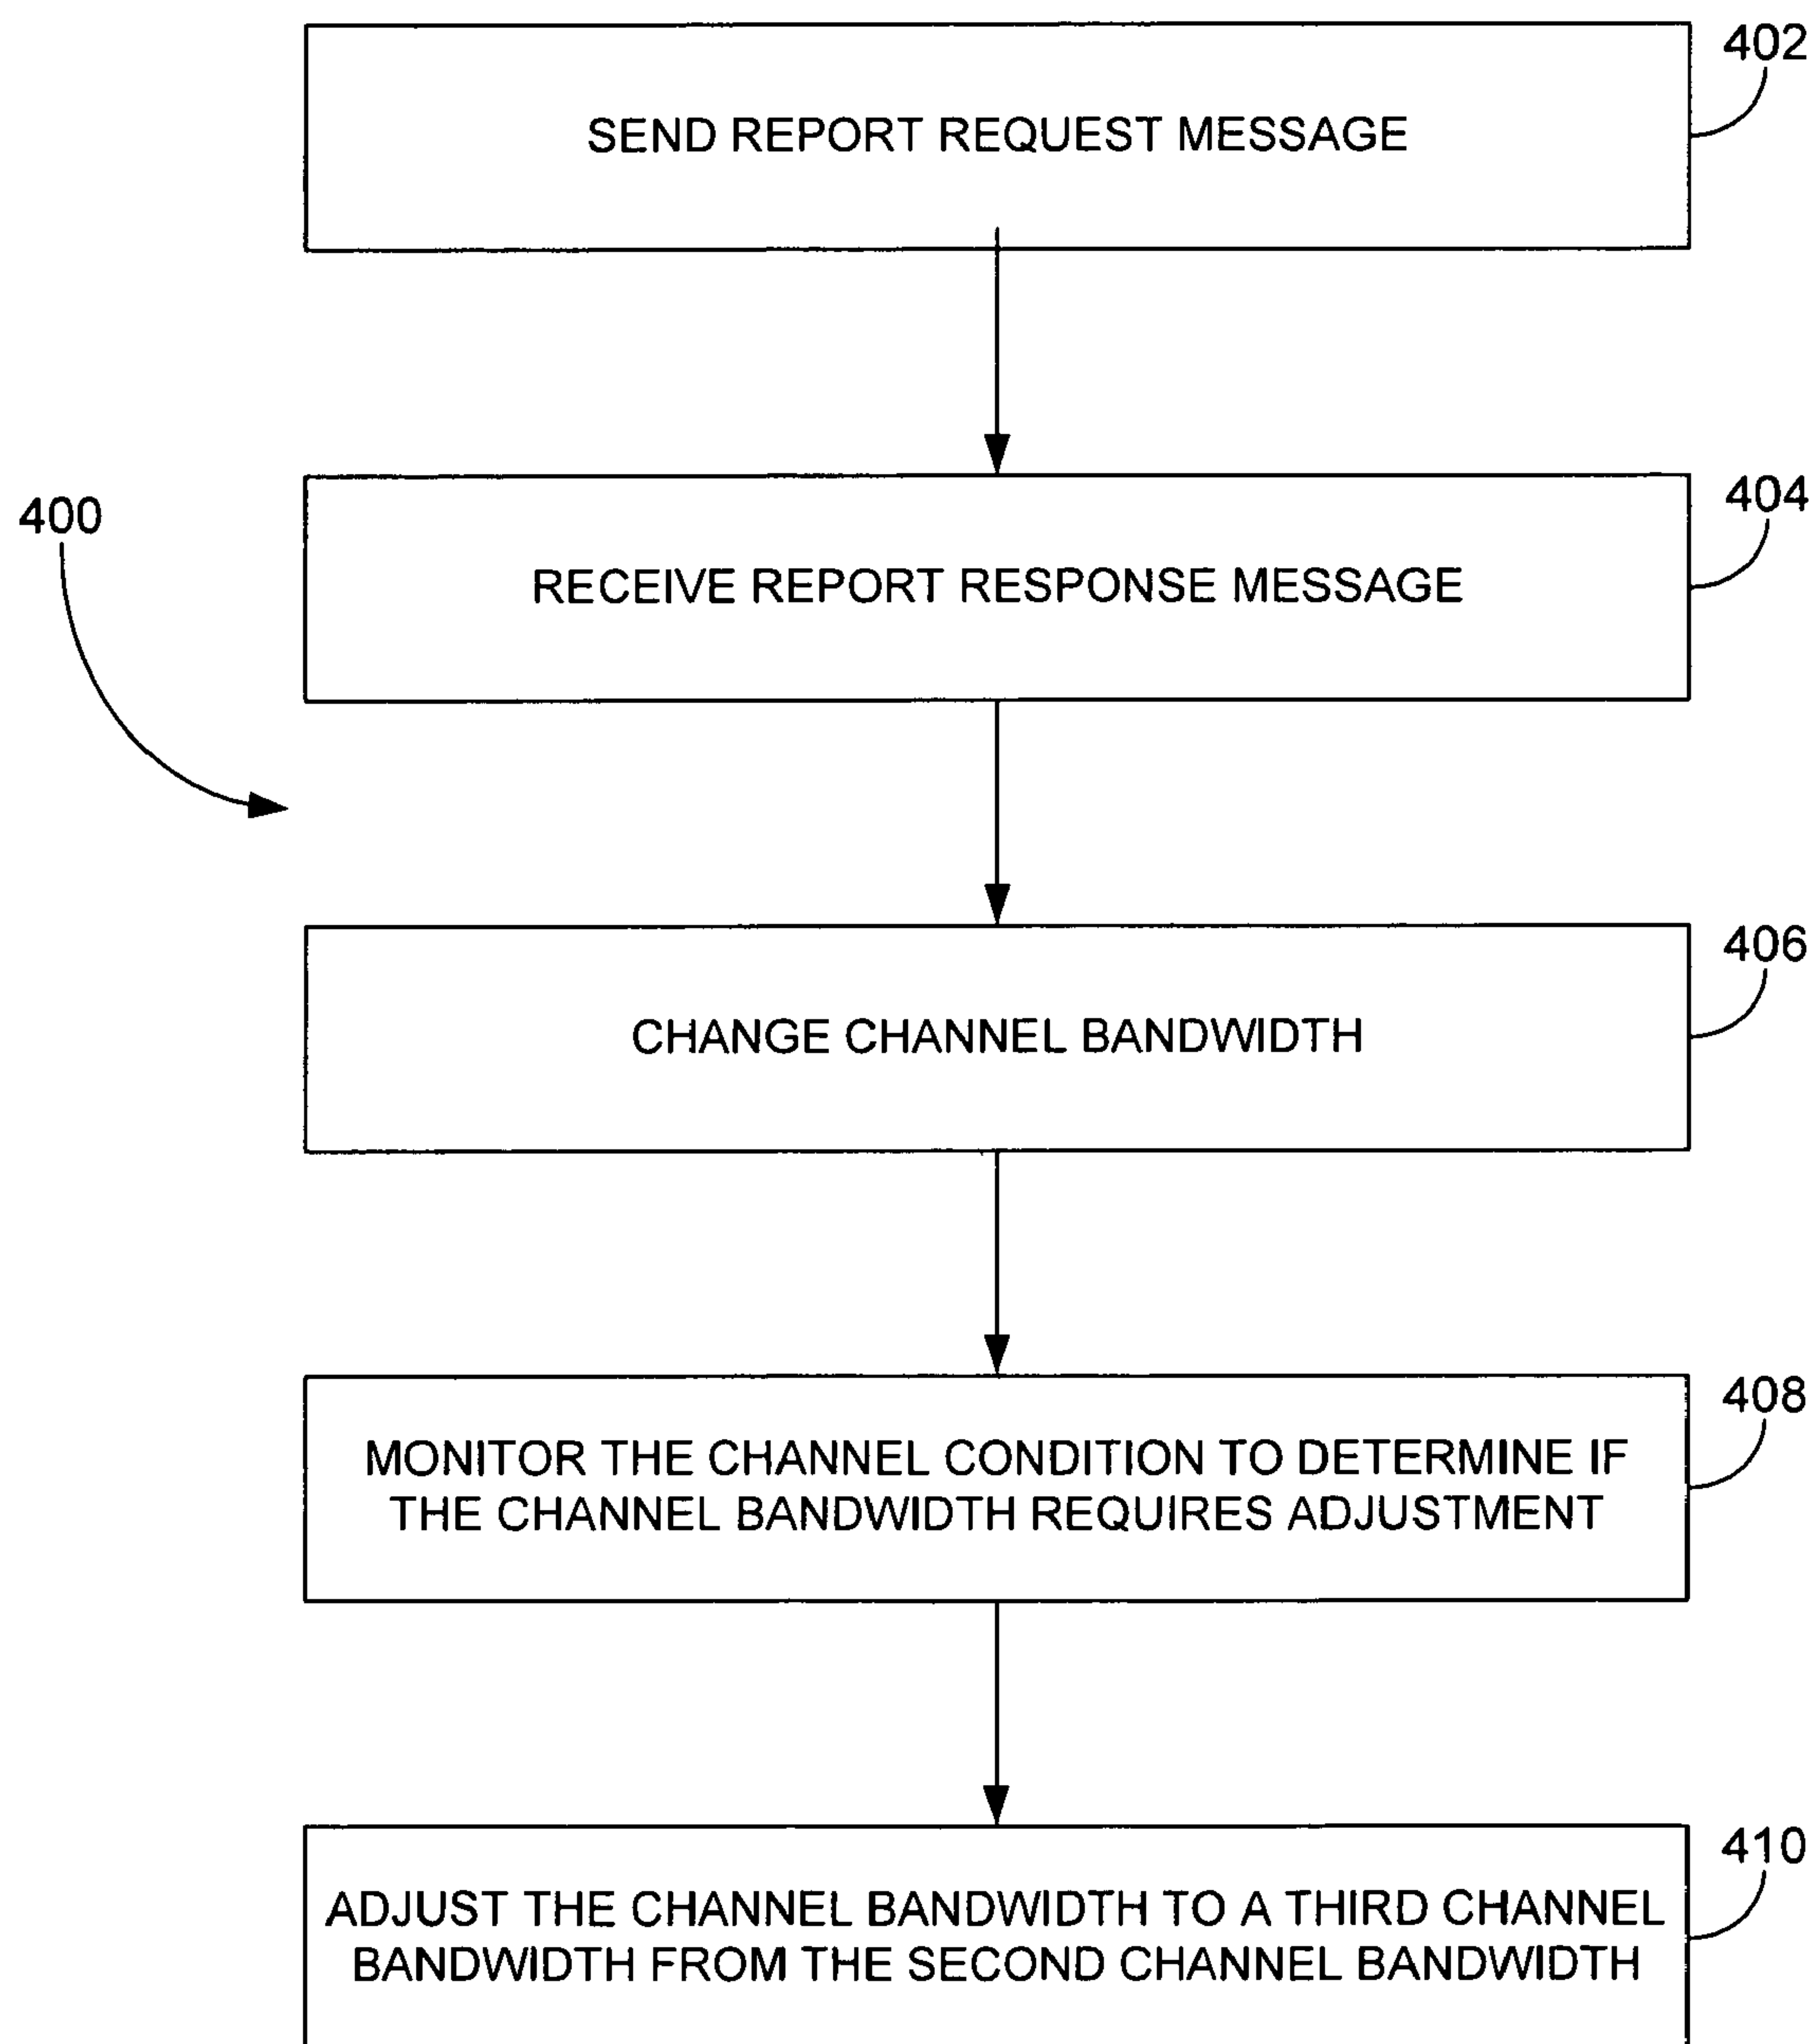 402
SEND REPORT REQUEST MESSAGE
404
400
RECEIVE REPORT RESPONSE MESSAGE
406
CHANGE CHANNEL BANDWIDTH
408
MONITOR THE CHANNEL CONDITION TO DETERMINE IF
THE CHANNEL BANDWIDTH REQUIRES ADJUSTMENT
410
ADJUST THE CHANNEL BANDWIDTH TO A THIRD CHANNEL
BANDWIDTH FROM THE SECOND CHANNEL BANDWIDTH